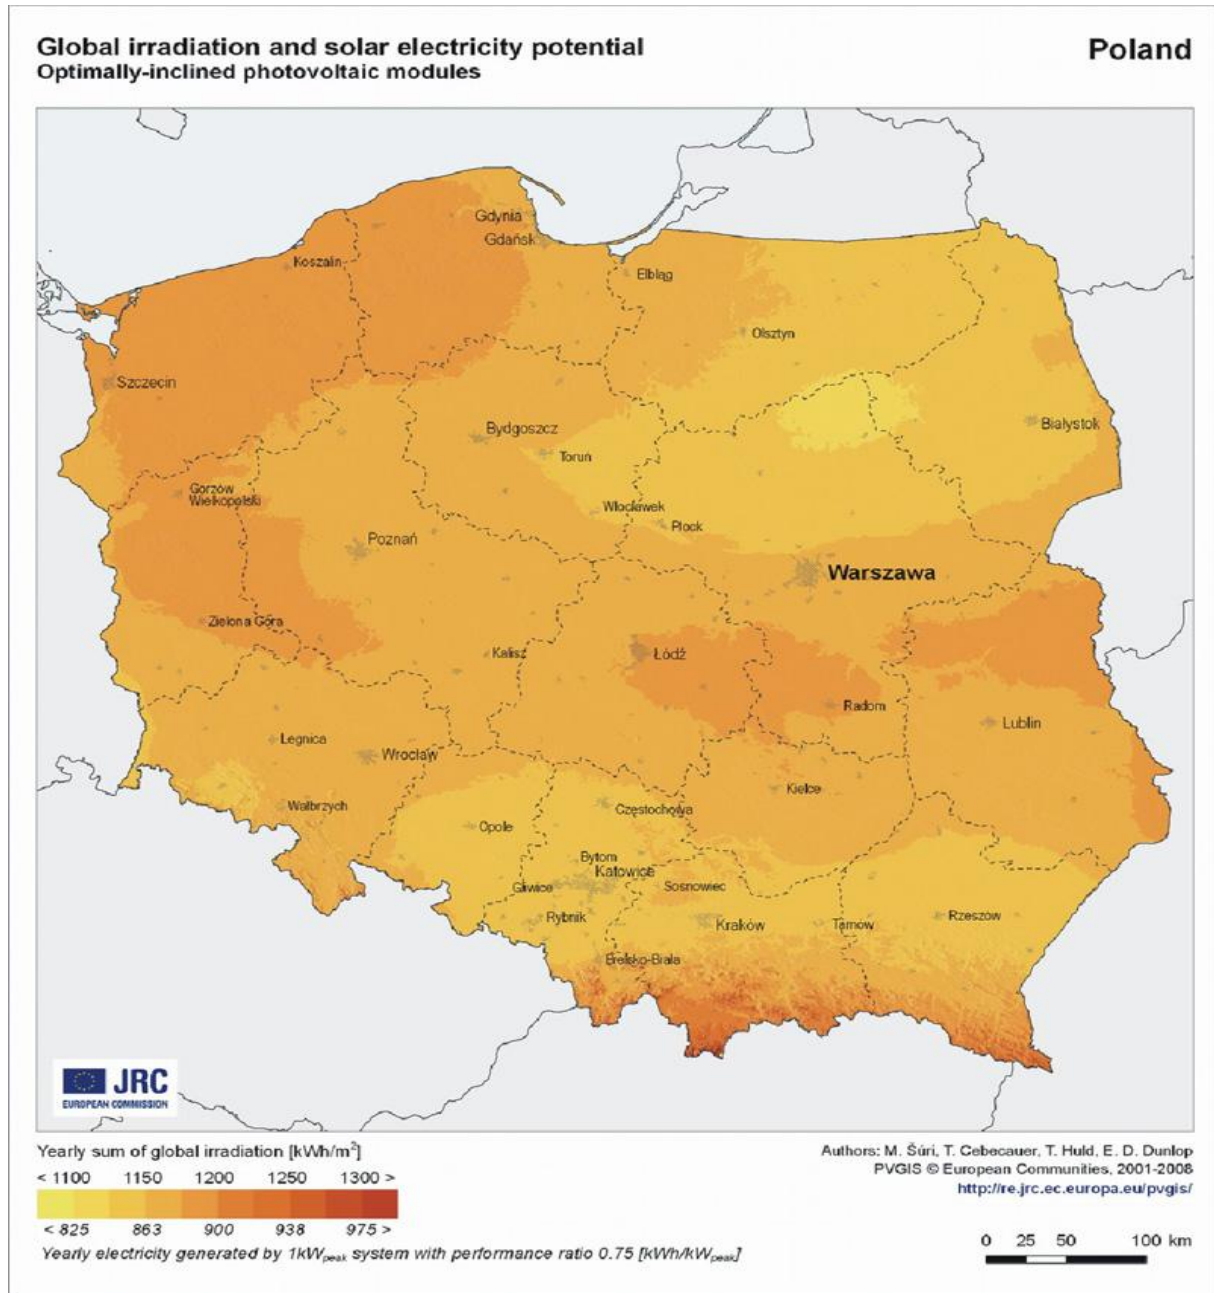 Global irradiation and solar electricity potential
Optimally-inclined photovoltaic modules
Poland
Gdynia
Gdańsk
Koszalin
Elbląg
Olsztyn
Szczecin
Białystok
Bydgoszcz
Toruń
Gorzów
Wielkopolski
Włocławek
Płock
Poznań
Warszawa
Zielona Góra
Kalisz
Łódź
Radom
Lublin
Legnica
Wrocław
Kielce
Wałbrzych
Częstochowa
Opole
Bytom
Katowice
Gliwice
Sosnowiec
Rybnik
Kraków
Tarnów
Rzeszów
Bielsko-Biała
JRC
EUROPEAN COMMISSION
Yearly sum of global irradiation [kWh/m²]
< 1100 1150 1200 1250 1300 >
< 825 863 900 938 975 >
Yearly electricity generated by 1kWpeak system with performance ratio 0.75 [kWh/kWpeak]
Authors: M. Šúri, T. Cebecauer, T. Huld, E. D. Dunlop
PVGIS © European Communities, 2001-2008
http://re.jrc.ec.europa.eu/pvgis/
0 25 50 100 km